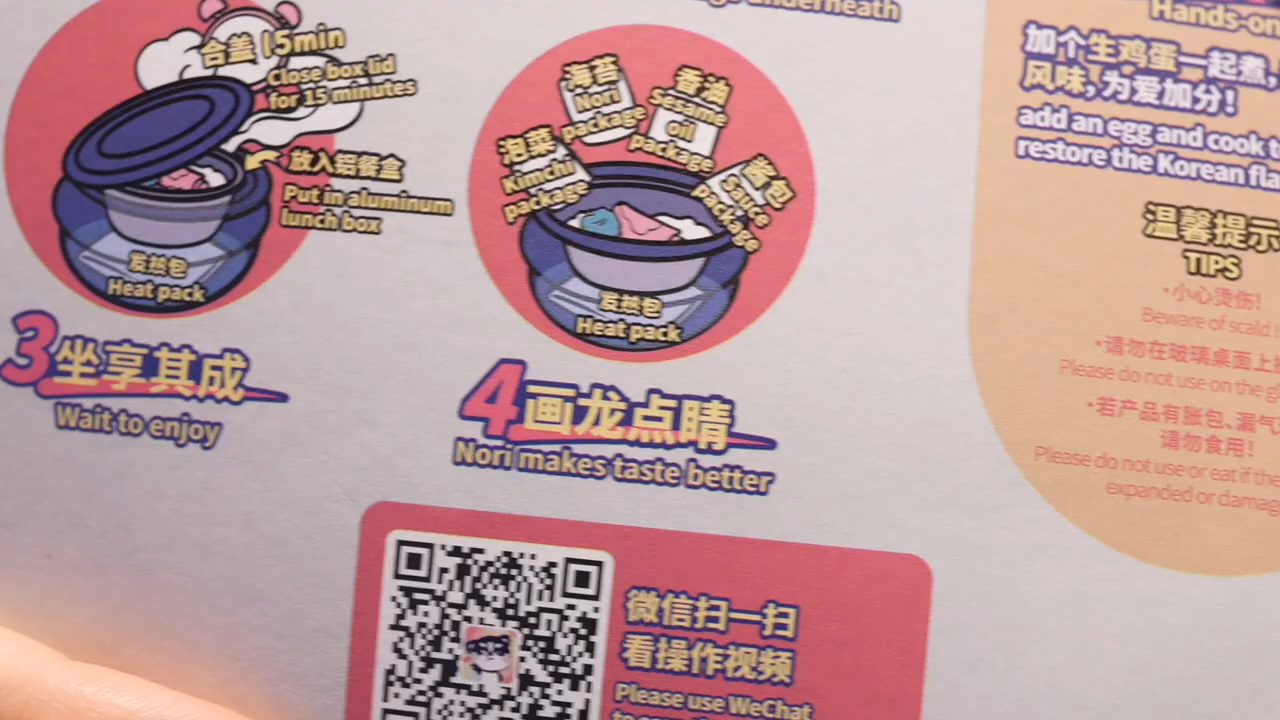 underneath
合盖15min
Close box lid
for 15 minutes
放入铝餐盒
Put in aluminum
lunch box
发热包
Heat pack
3坐享其成
Wait to enjoy
海苔
Nori
package
香油
Sesame
oil
package
泡菜
Kimchi
package
酱包
Sauce
package
发热包
Heat pack
4画龙点睛
Nori makes taste better
微信扫一扫
看操作视频
Please use WeChat
Hands-on
加个生鸡蛋一起煮,
风味,为爱加分!
add an egg and cook
restore the Korean
温馨提示
TIPS
·小心烫伤!
Beware of scald
·请勿在玻璃桌面上
Please do not use on the
·若产品有胀包、漏气
请勿食用!
Please do not use or eat if the
expanded or